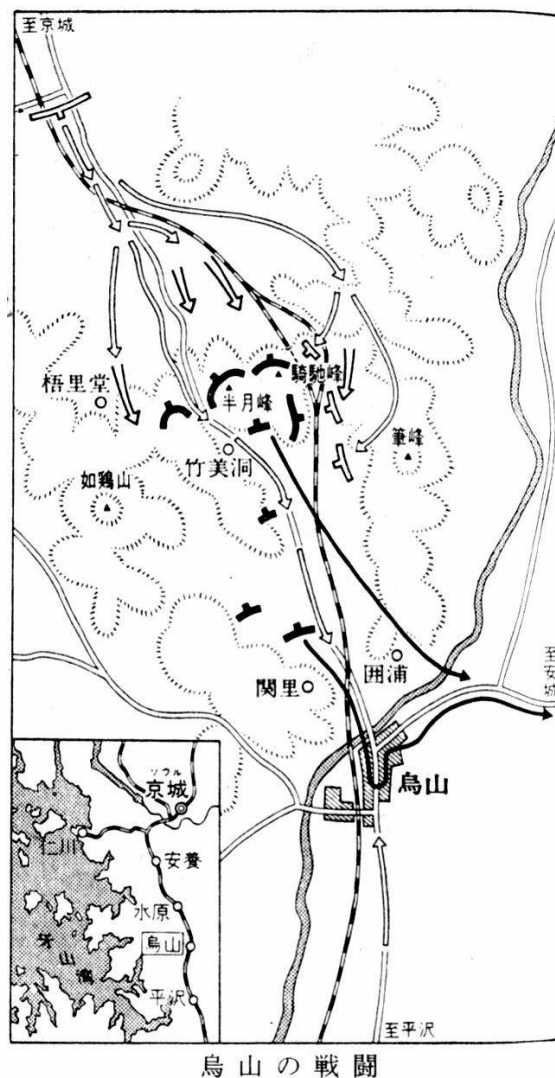 至京城
騎馳峰
半月峰
梧里堂
筆峰
竹美洞
如鶏山
至安城
囲浦
関里
烏山
ソウル
京城
仁川
安養
水原
烏山
牙山湾
平沢
至平沢
烏山の戦闘